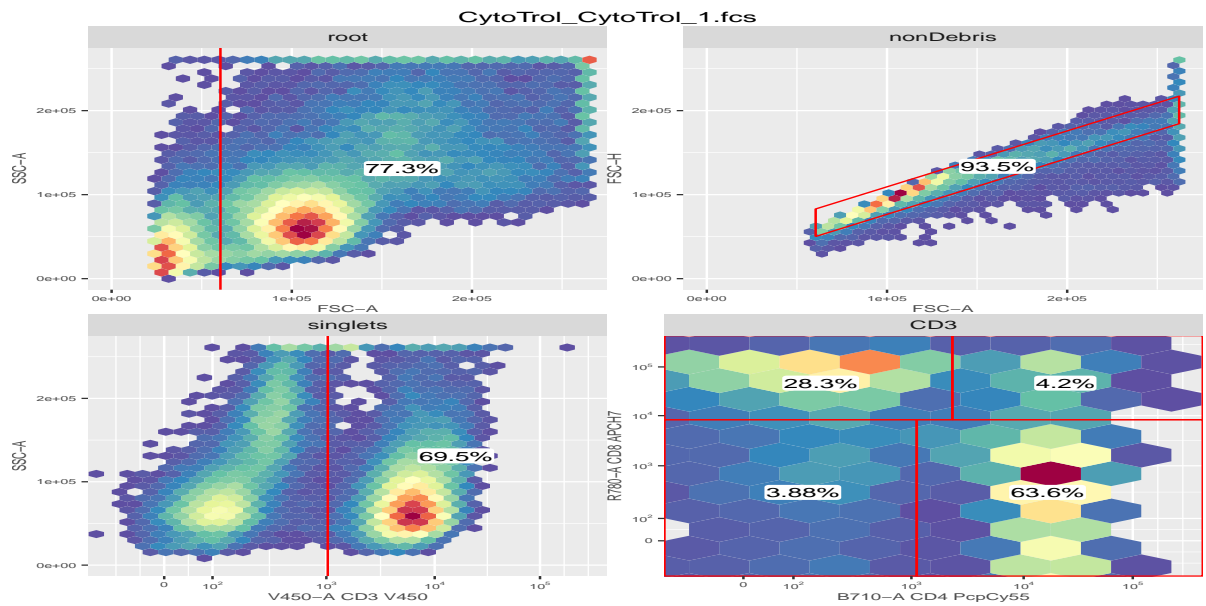 CytoTrol_CytoTrol_1.fcs
root
SSC−A
2e+05
1e+05
0e+00
77.3%
0e+00 1e+05 2e+05
FSC−A
nonDebris
FSC−H
2e+05
1e+05
0e+00
93.5%
0e+00 1e+05 2e+05
FSC−A
singlets
SSC−A
2e+05
1e+05
0e+00
69.5%
0 10² 10³ 10⁴ 10⁵
V450−A CD3 V450
CD3
R780−A CD8 APCH7
10⁵
10⁴
10³
10²
0
28.3% 4.2%
3.88% 63.6%
0 10² 10³ 10⁴ 10⁵
B710−A CD4 PcpCy55